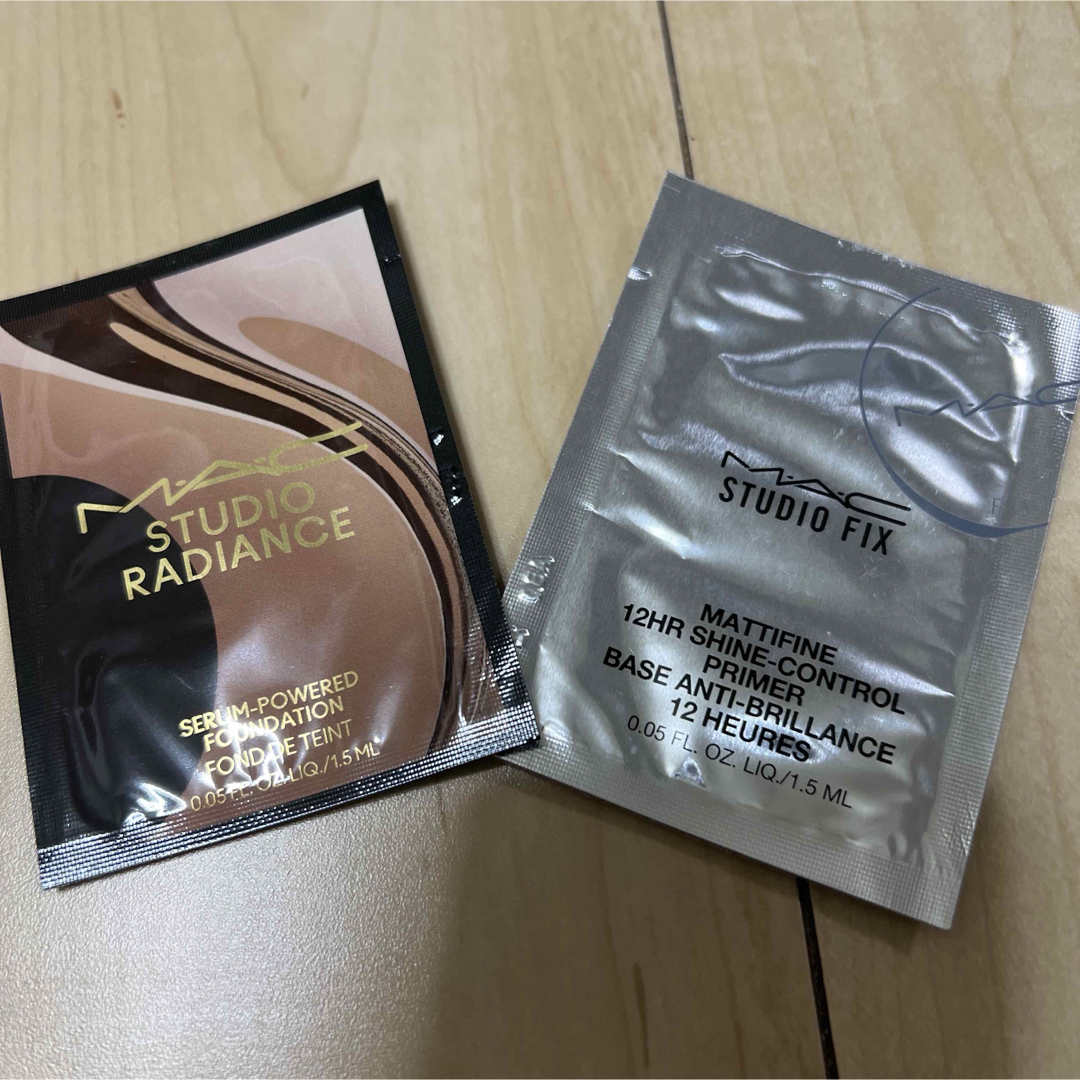 M·A·C
STUDIO
RADIANCE
SERUM-POWERED
FOUNDATION
FOND DE TEINT
0.05 FL. OZ. LIQ./1.5 ML
MAC
M·A·C
STUDIO FIX
MATTIFINE
12HR SHINE-CONTROL
PRIMER
BASE ANTI-BRILLANCE
12 HEURES
0.05 FL. OZ. LIQ./1.5 ML